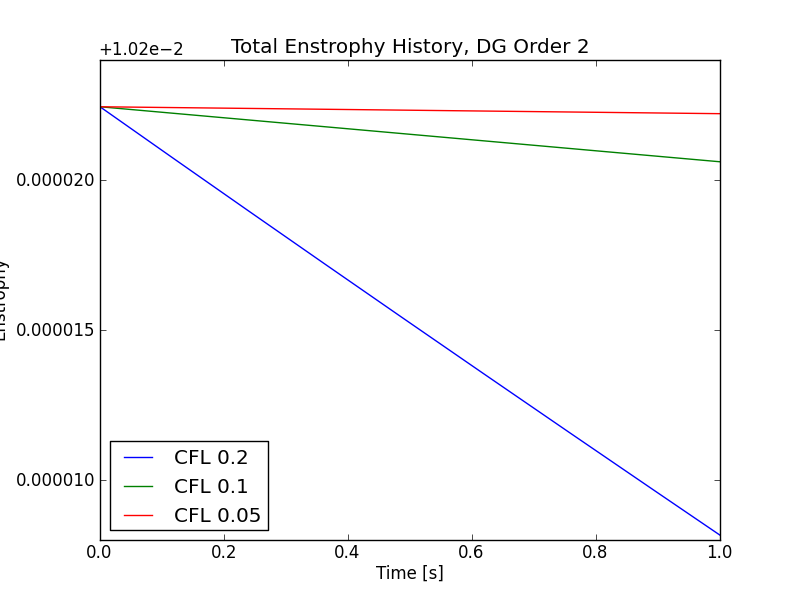 +1.02e−2
Total Enstrophy History, DG Order 2
0.000020
0.000015
0.000010
Enstrophy
CFL 0.2
CFL 0.1
CFL 0.05
0.0 0.2 0.4 0.6 0.8 1.0
Time [s]